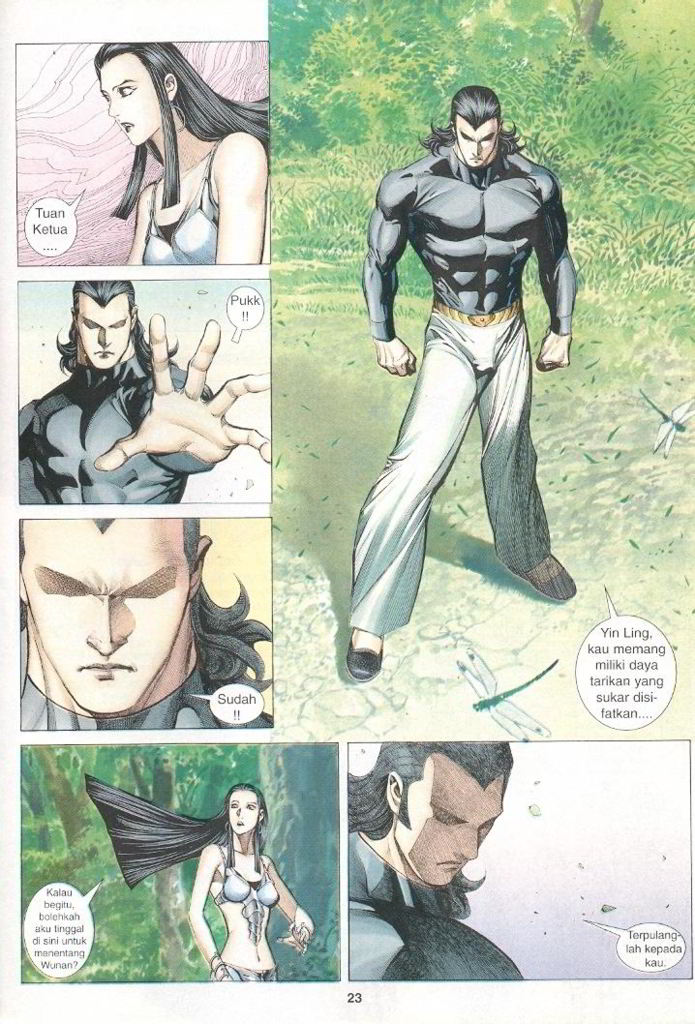 Tuan
Ketua
....
Pukk
!!
Sudah
!!
Yin Ling,
kau memang
miliki daya
tarikan yang
sukar disi-
fatkan....
Kalau
begitu,
bolehkah
aku tinggal
di sini untuk
menentang
Wunan?
Terpulang-
lah kepada
kau.
23